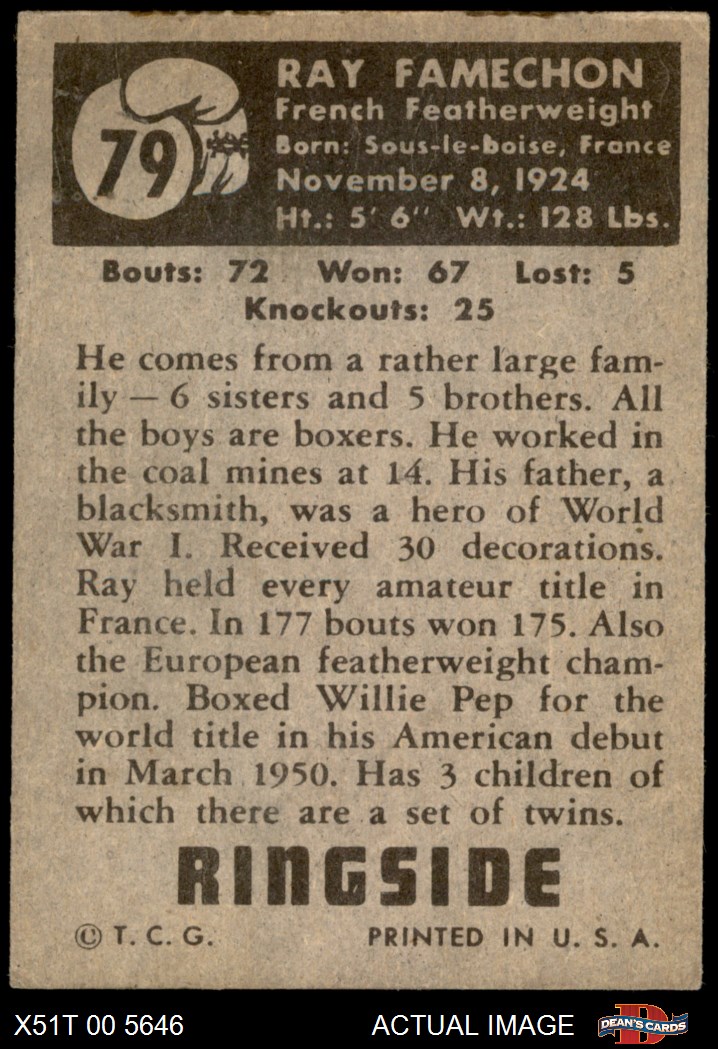 79
RAY FAMECHON
French Featherweight
Born: Sous-le-boise, France
November 8, 1924
Ht.: 5' 6" Wt.: 128 Lbs.
Bouts: 72 Won: 67 Lost: 5
Knockouts: 25
He comes from a rather large fam-
ily — 6 sisters and 5 brothers. All
the boys are boxers. He worked in
the coal mines at 14. His father, a
blacksmith, was a hero of World
War I. Received 30 decorations.
Ray held every amateur title in
France. In 177 bouts won 175. Also
the European featherweight cham-
pion. Boxed Willie Pep for the
world title in his American debut
in March 1950. Has 3 children of
which there are a set of twins.
RINGSIDE
© T. C. G. PRINTED IN U. S. A.
X51T 00 5646 ACTUAL IMAGE D DEAN'S CARDS